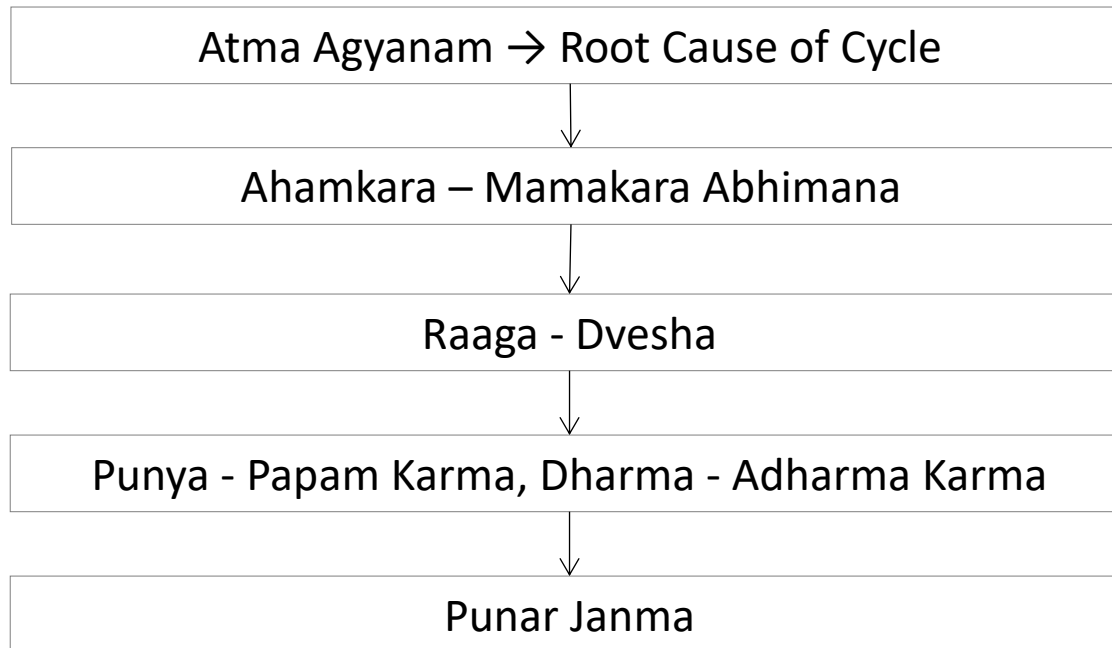 Atma Agyanam → Root Cause of Cycle
Ahamkara – Mamakara Abhimana
Raaga - Dvesha
Punya - Papam Karma, Dharma - Adharma Karma
Punar Janma